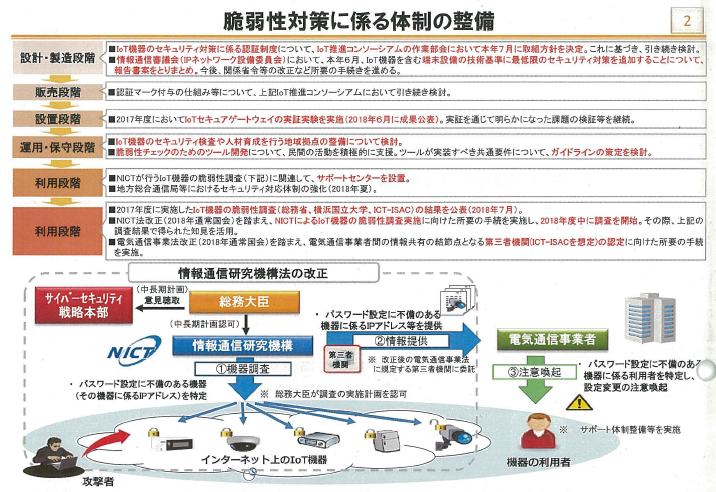 脆弱性対策に係る体制の整備
2
設計・製造段階
■IoT機器のセキュリティ対策に係る認証制度について、IoT推進コンソーシアムの作業部会において本年7月に取組方針を決定。これに基づき、引き続き検討。
■情報通信審議会(IPネットワーク設備委員会)において、本年6月、IoT機器を含む端末設備の技術基準に最低限のセキュリティ対策を追加することについて、
報告書案をとりまとめ。今後、関係省令等の改正など所要の手続きを進める。
販売段階
■認証マーク付与の仕組み等について、上記IoT推進コンソーシアムにおいて引き続き検討。
設置段階
■2017年度においてIoTセキュアゲートウェイの実証実験を実施(2018年6月に成果公表)。実証を通じて明らかになった課題の検証等を継続。
運用・保守段階
■IoT機器のセキュリティ検査や人材育成を行う地域拠点の整備について検討。
■脆弱性チェックのためのツール開発について、民間の活動を積極的に支援。ツールが実装すべき共通要件について、ガイドラインの策定を検討。
利用段階
■NICTが行うIoT機器の脆弱性調査(下記)に関連して、サポートセンターを設置。
■地方総合通信局等におけるセキュリティ対応体制の強化(2018年夏)。
利用段階
■2017年度に実施したIoT機器の脆弱性調査(総務省、横浜国立大学、ICT-ISAC)の結果を公表(2018年7月)。
■NICT法改正(2018年通常国会)を踏まえ、NICTによるIoT機器の脆弱性調査実施に向けた所要の手続を実施し、2018年度中に調査を開始。その際、上記の
調査結果で得られた知見を活用。
■電気通信事業法改正(2018年通常国会)を踏まえ、電気通信事業者間の情報共有の結節点となる第三者機関(ICT-ISACを想定)の認定に向けた所要の手続
を実施。
情報通信研究機構法の改正
サイバーセキュリティ
戦略本部
(中長期計画)
意見聴取
総務大臣
(中長期計画認可)
NICT
情報通信研究機構
・ パスワード設定に不備のある
機器に係るIPアドレス等を提供
②情報提供
第三者
機関
※ 改正後の電気通信事業法
に規定する第三者機関に委託
電気通信事業者
①機器調査
・ パスワード設定に不備のある機器
(その機器に係るIPアドレス)を特定
※ 総務大臣が調査の実施計画を認可
③注意喚起
・ パスワード設定に不備のある
機器に係る利用者を特定し、
設定変更の注意喚起
※ サポート体制整備等を実施
インターネット上のIoT機器
機器の利用者
攻撃者